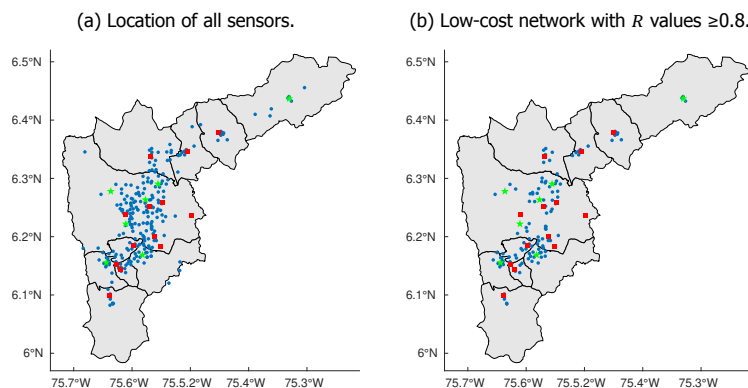 (a) Location of all sensors.
(b) Low-cost network with R values ≥0.8.
6.5°N
6.4°N
6.3°N
6.2°N
6.1°N
6°N
75.7°W 75.6°W 75.5.2°W 75.4°W 75.3°W
6.5°N
6.4°N
6.3°N
6.2°N
6.1°N
6°N
75.7°W 75.6°W 75.5.2°W 75.4°W 75.3°W